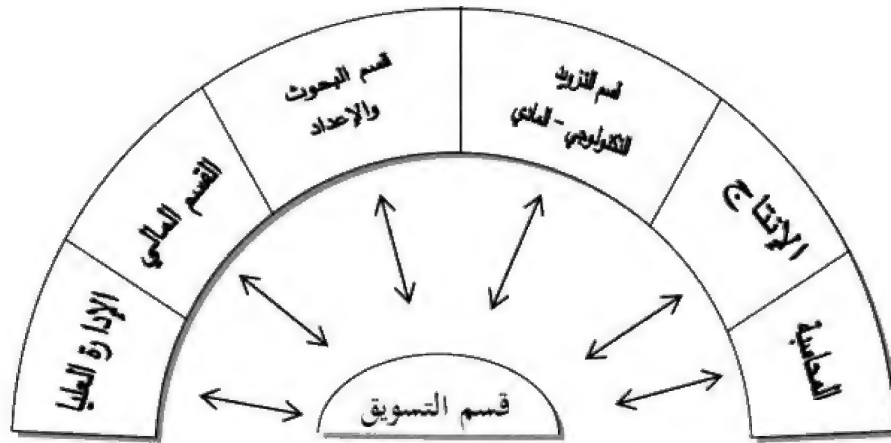 المحاسبة
الإنتاج
قسم التزويد
التكنولوجي - المادي
قسم البحوث
والإعداد
القسم المالي
الإدارة العليا
قسم التسويق